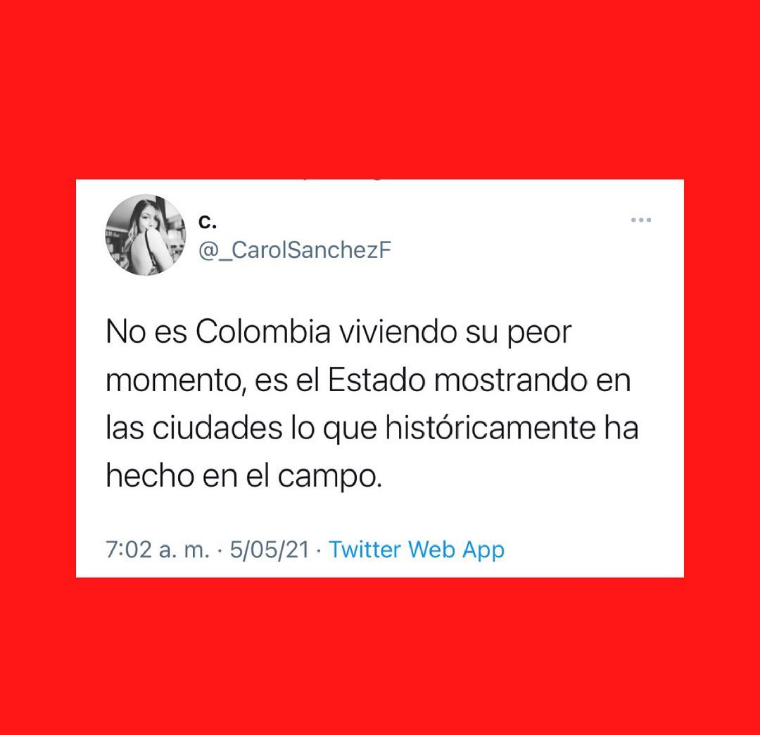 c.
@_CarolSanchezF
No es Colombia viviendo su peor
momento, es el Estado mostrando en
las ciudades lo que históricamente ha
hecho en el campo.
7:02 a. m. · 5/05/21 · Twitter Web App